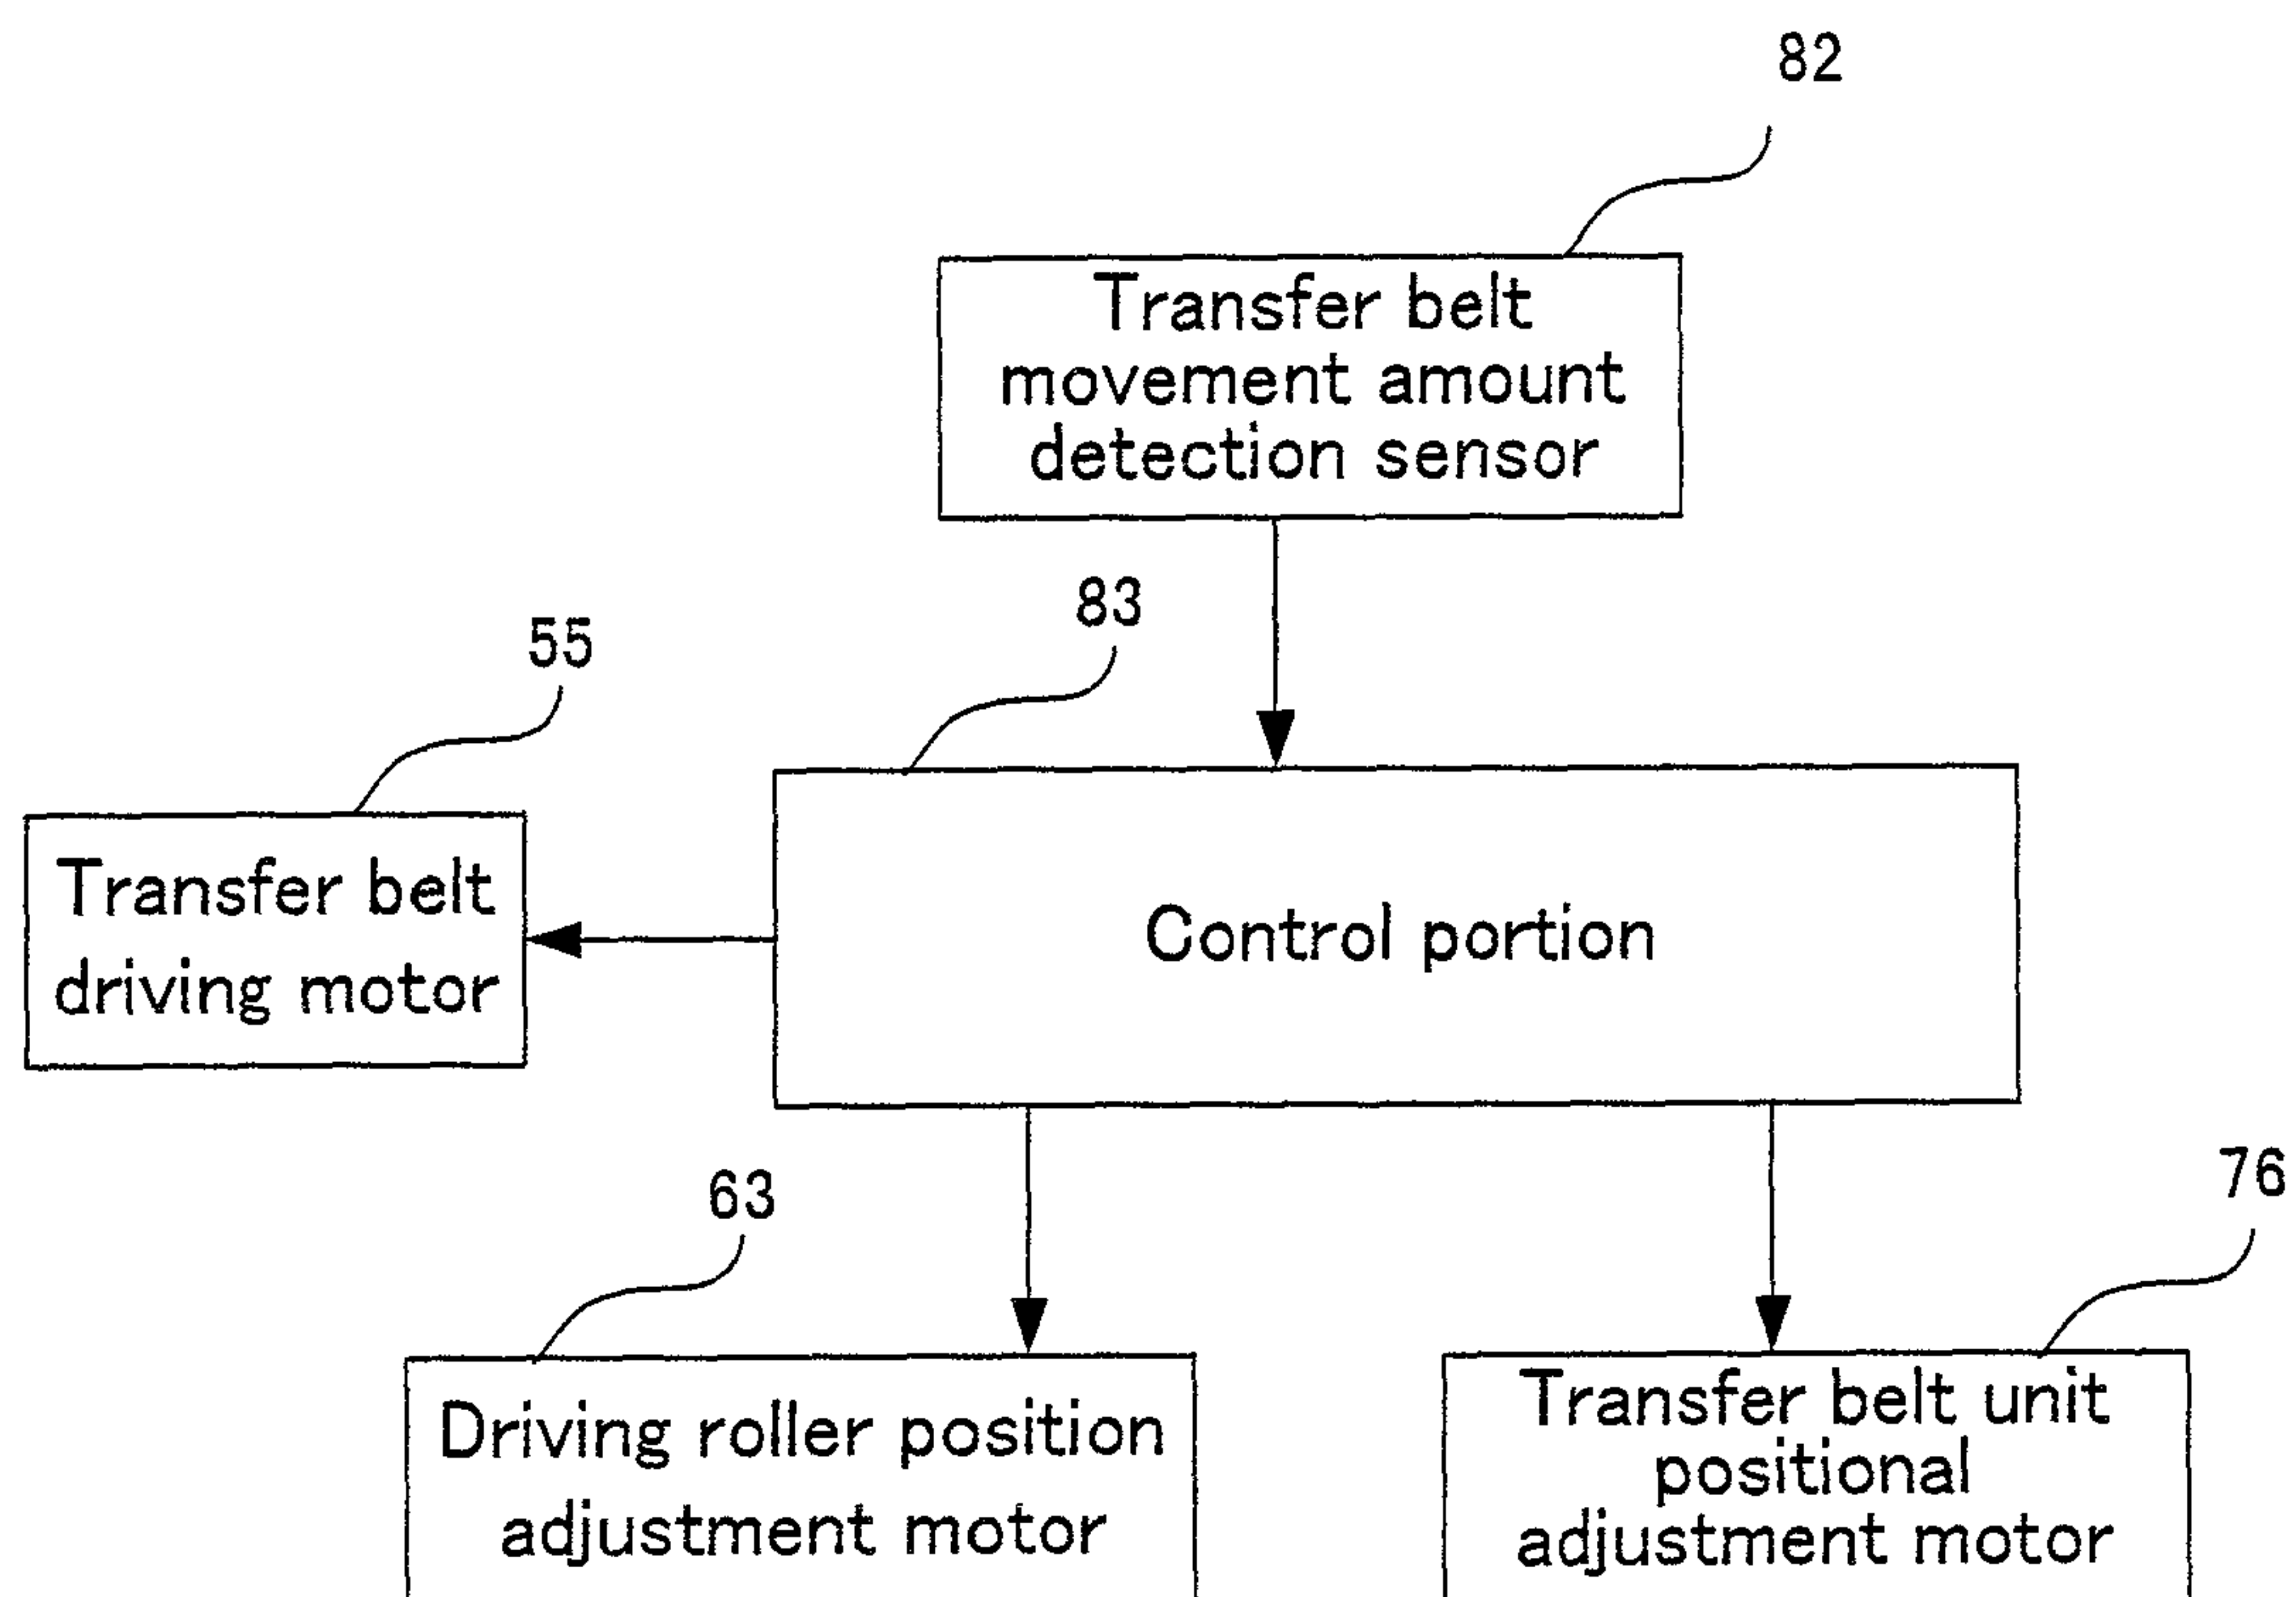 82
Transfer belt
movement amount
detection sensor
83
55
Transfer belt
driving motor
Control portion
63
76
Driving roller position
adjustment motor
Transfer belt unit
positional
adjustment motor